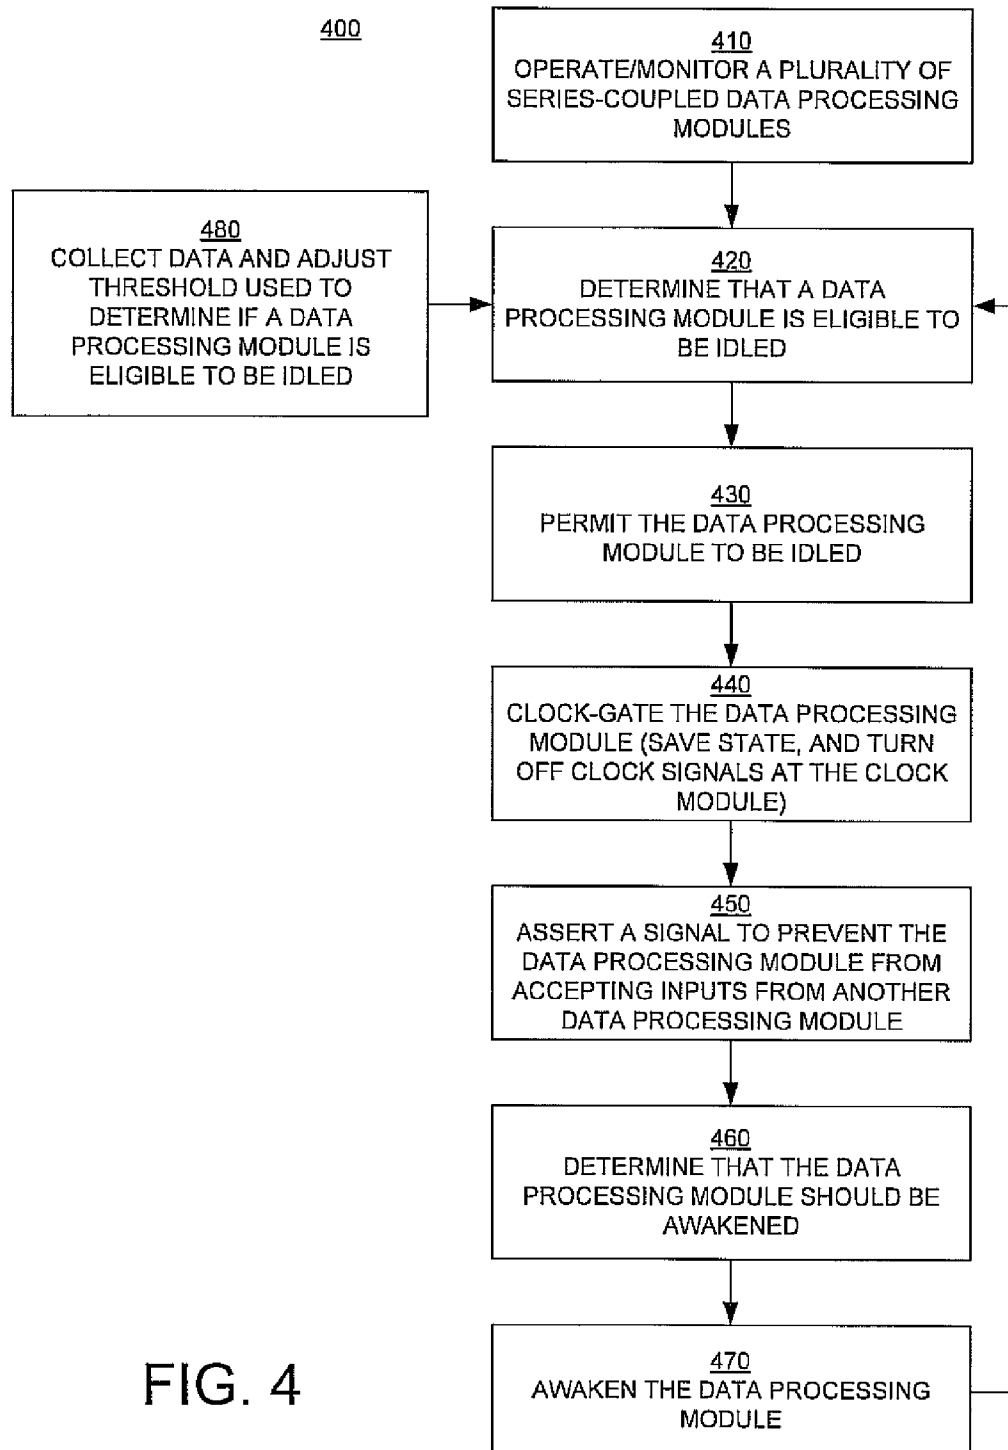 400
410
OPERATE/MONITOR A PLURALITY OF
SERIES-COUPLED DATA PROCESSING
MODULES
480
COLLECT DATA AND ADJUST
THRESHOLD USED TO
DETERMINE IF A DATA
PROCESSING MODULE IS
ELIGIBLE TO BE IDLED
420
DETERMINE THAT A DATA
PROCESSING MODULE IS ELIGIBLE TO
BE IDLED
430
PERMIT THE DATA PROCESSING
MODULE TO BE IDLED
440
CLOCK-GATE THE DATA PROCESSING
MODULE (SAVE STATE, AND TURN
OFF CLOCK SIGNALS AT THE CLOCK
MODULE)
450
ASSERT A SIGNAL TO PREVENT THE
DATA PROCESSING MODULE FROM
ACCEPTING INPUTS FROM ANOTHER
DATA PROCESSING MODULE
460
DETERMINE THAT THE DATA
PROCESSING MODULE SHOULD BE
AWAKENED
470
AWAKEN THE DATA PROCESSING
MODULE
FIG. 4